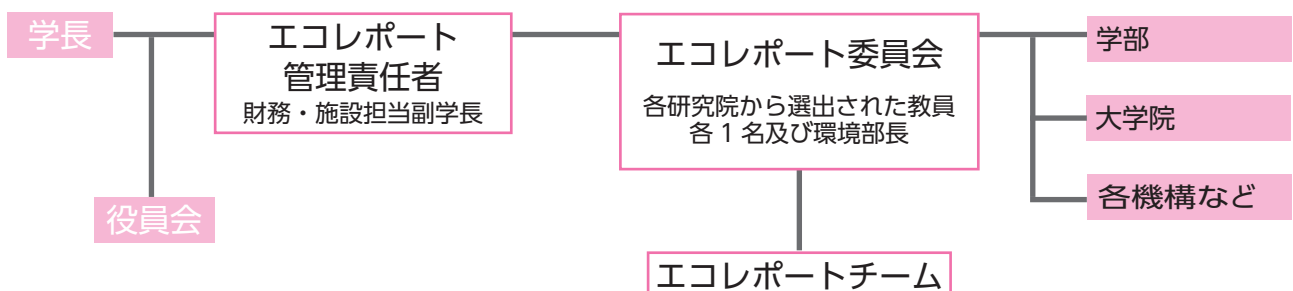 学長
エコレポート
管理責任者
財務・施設担当副学長
エコレポート委員会
各研究院から選出された教員
各1名及び環境部長
学部
大学院
各機構など
役員会
エコレポートチーム